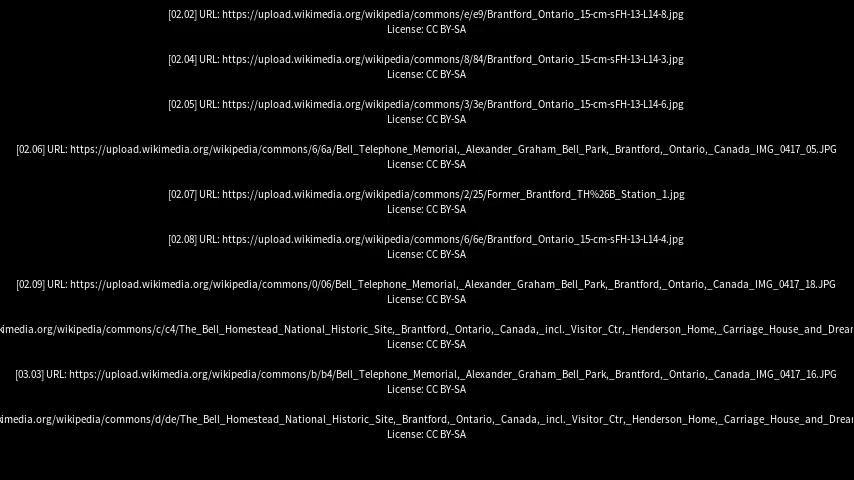 [02.02] URL: https://upload.wikimedia.org/wikipedia/commons/e/e9/Brantford_Ontario_15-cm-sFH-13-L14-8.jpg
License: CC BY-SA
[02.04] URL: https://upload.wikimedia.org/wikipedia/commons/8/84/Brantford_Ontario_15-cm-sFH-13-L14-3.jpg
License: CC BY-SA
[02.05] URL: https://upload.wikimedia.org/wikipedia/commons/3/3e/Brantford_Ontario_15-cm-sFH-13-L14-6.jpg
License: CC BY-SA
[02.06] URL: https://upload.wikimedia.org/wikipedia/commons/6/6a/Bell_Telephone_Memorial,_Alexander_Graham_Bell_Park,_Brantford,_Ontario,_Canada_IMG_0417_05.JPG
License: CC BY-SA
[02.07] URL: https://upload.wikimedia.org/wikipedia/commons/2/25/Former_Brantford_TH%26B_Station_1.jpg
License: CC BY-SA
[02.08] URL: https://upload.wikimedia.org/wikipedia/commons/6/6e/Brantford_Ontario_15-cm-sFH-13-L14-4.jpg
License: CC BY-SA
[02.09] URL: https://upload.wikimedia.org/wikipedia/commons/0/06/Bell_Telephone_Memorial,_Alexander_Graham_Bell_Park,_Brantford,_Ontario,_Canada_IMG_0417_18.JPG
License: CC BY-SA
kimedia.org/wikipedia/commons/c/c4/The_Bell_Homestead_National_Historic_Site,_Brantford,_Ontario,_Canada,_incl._Visitor_Ctr,_Henderson_Home,_Carriage_House_and_Drea
License: CC BY-SA
[03.03] URL: https://upload.wikimedia.org/wikipedia/commons/b/b4/Bell_Telephone_Memorial,_Alexander_Graham_Bell_Park,_Brantford,_Ontario,_Canada_IMG_0417_16.JPG
License: CC BY-SA
kimedia.org/wikipedia/commons/d/de/The_Bell_Homestead_National_Historic_Site,_Brantford,_Ontario,_Canada,_incl._Visitor_Ctr,_Henderson_Home,_Carriage_House_and_Drea
License: CC BY-SA